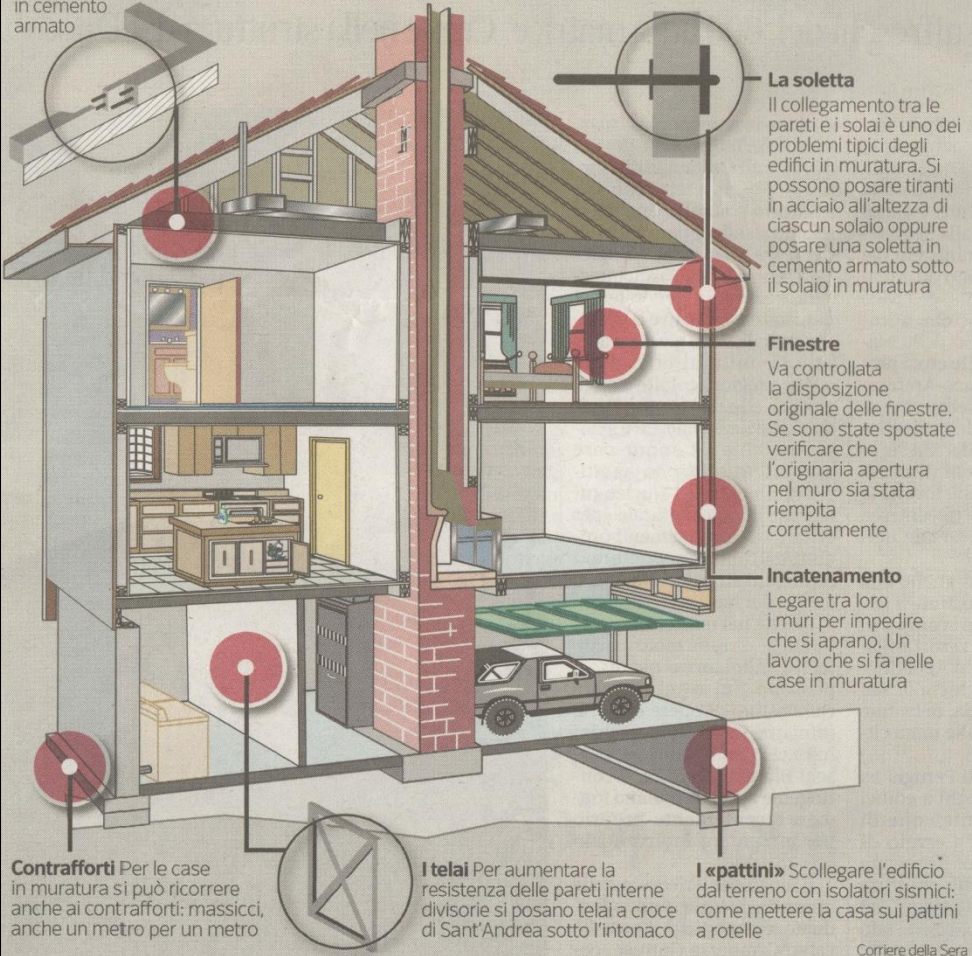 in cemento
armato
La soletta
Il collegamento tra le
pareti e i solai è uno dei
problemi tipici degli
edifici in muratura. Si
possono posare tiranti
in acciaio all'altezza di
ciascun solaio oppure
posare una soletta in
cemento armato sotto
il solaio in muratura
Finestre
Va controllata
la disposizione
originale delle finestre.
Se sono state spostate
verificare che
l'originaria apertura
nel muro sia stata
riempita
correttamente
Incatenamento
Legare tra loro
i muri per impedire
che si aprano. Un
lavoro che si fa nelle
case in muratura
Contrafforti Per le case
in muratura si può ricorrere
anche ai contrafforti: massicci,
anche un metro per un metro
I telai Per aumentare la
resistenza delle pareti interne
divisorie si posano telai a croce
di Sant'Andrea sotto l'intonaco
I «pattini» Scollegare l'edificio
dal terreno con isolatori sismici:
come mettere la casa sui pattini
a rotelle
Corriere della Sera